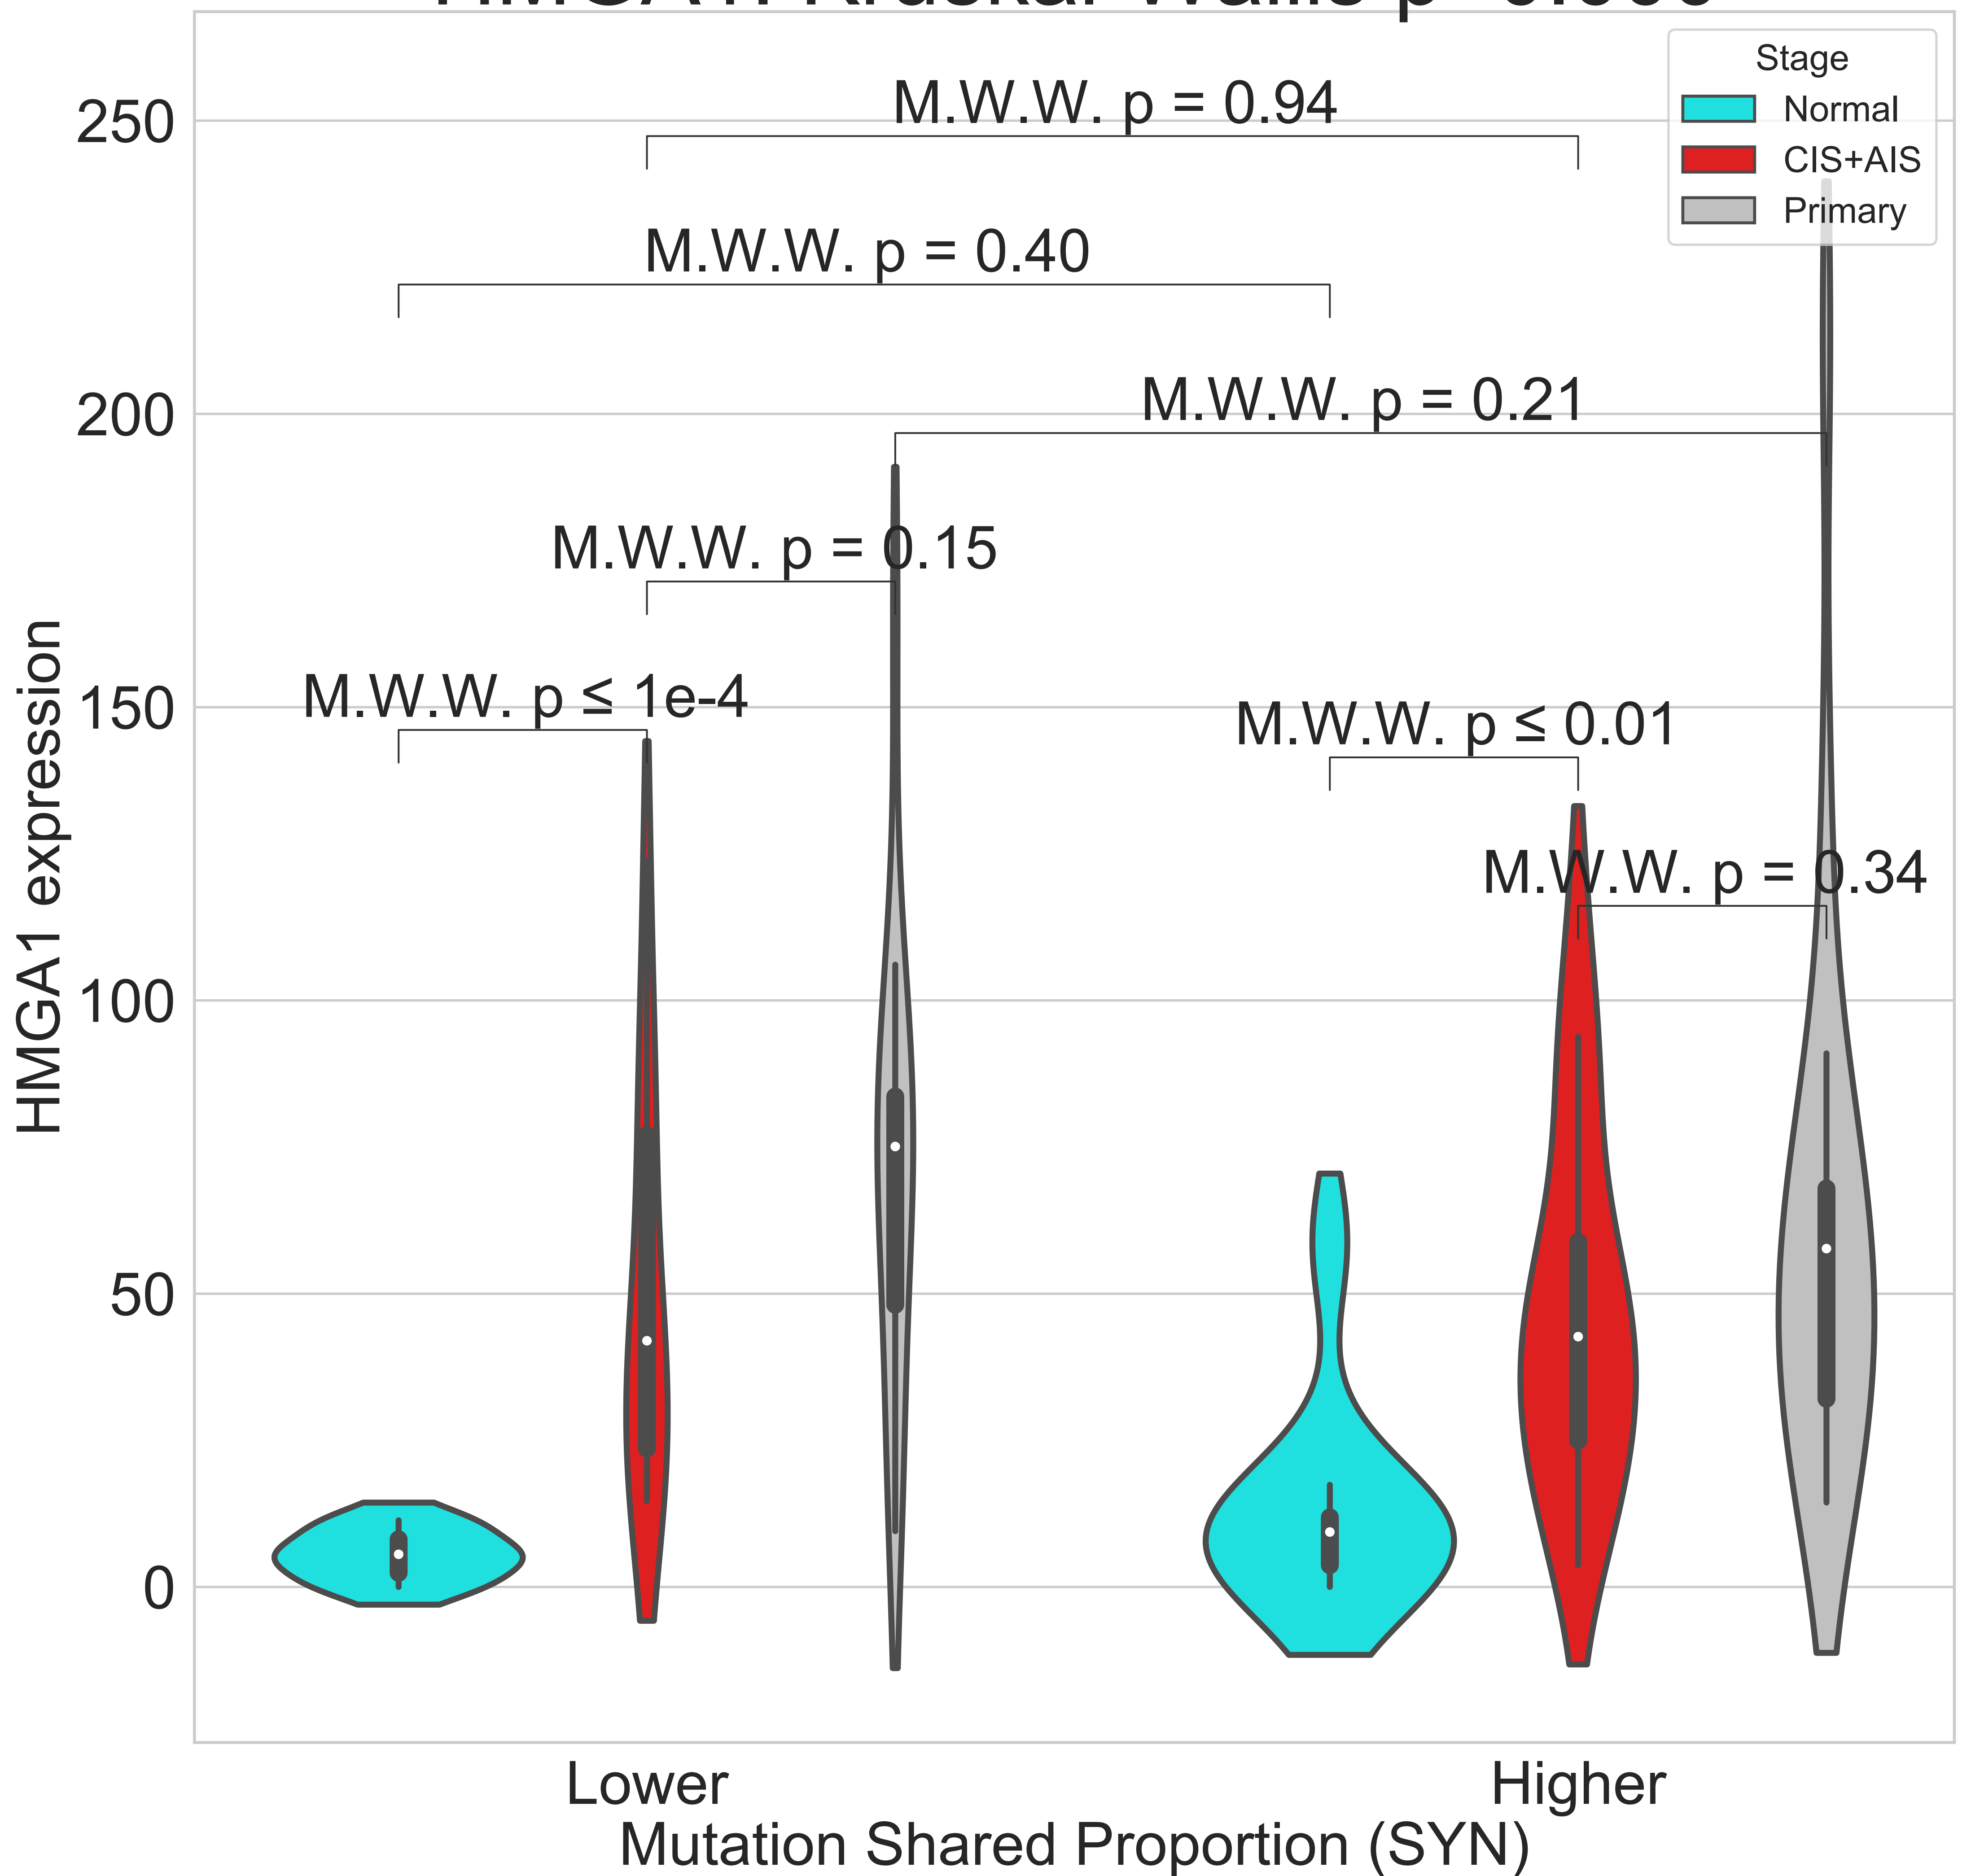 Stage
Normal
CIS+AIS
Primary
M.W.W. p = 0.94
M.W.W. p = 0.40
M.W.W. p = 0.21
M.W.W. p = 0.15
M.W.W. p ≤ 1e-4
M.W.W. p ≤ 0.01
M.W.W. p = 0.34
250
200
150
100
50
0
HMGA1 expression
Lower
Higher
Mutation Shared Proportion (SYN)